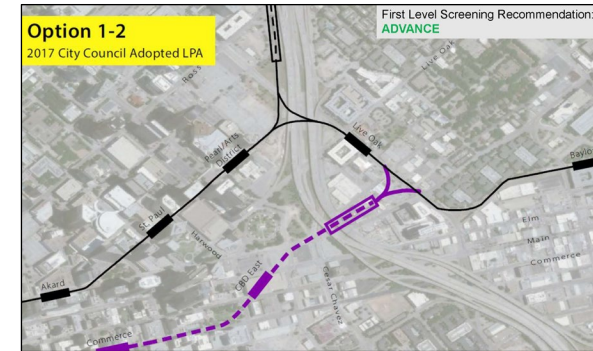 Option 1-2
2017 City Council Adopted LPA
First Level Screening Recommendation:
ADVANCE
Ross
Live Oak
Pearl/Arts
District
Live Oak
Baylo
St. Paul
Harwood
Elm
Main
Commerce
CBD East
Cesar Chavez
Akard
Commerce